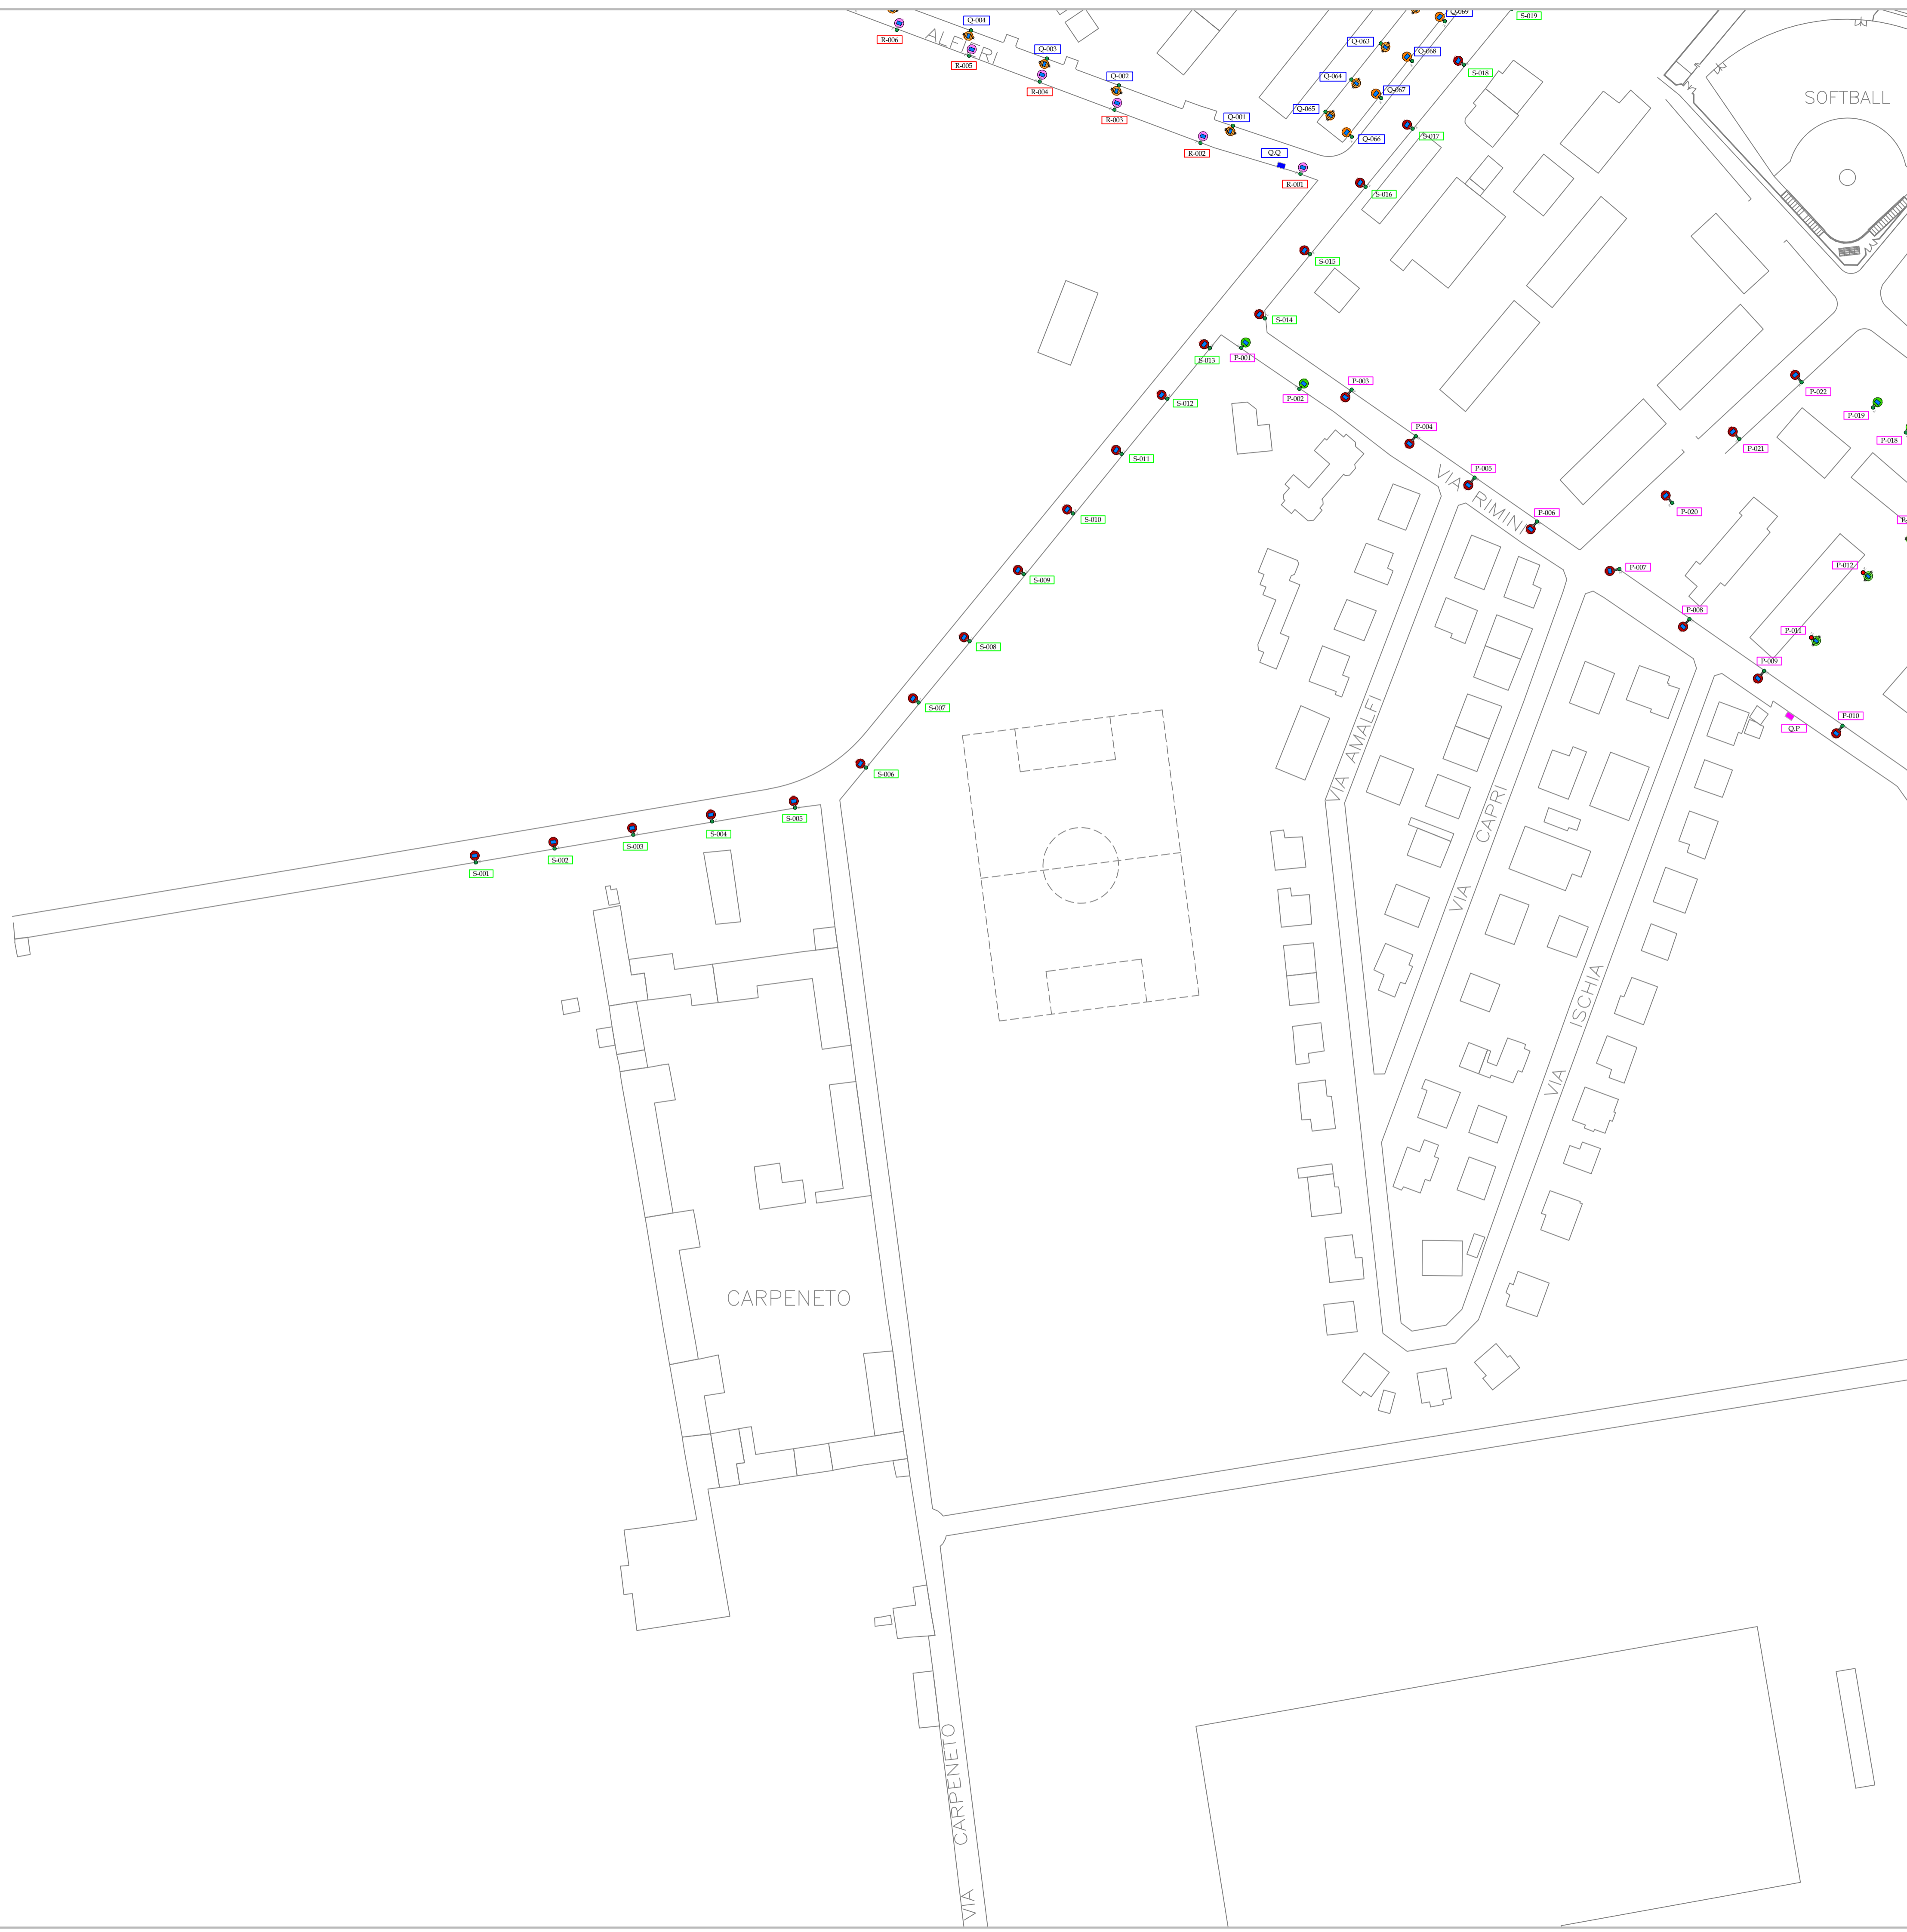 Q-004
Q-069
S-019
R-006
ALFIERI
Q-003
Q-063
Q-068
R-005
S-018
Q-002
Q-064
Q-067
R-004
SOFTBALL
Q-065
R-003
Q-001
S-017
Q-066
R-002
Q.Q
R-001
S-016
S-015
S-014
S-013
P-001
P-003
P-002
P-022
S-012
P-019
P-004
P-018
P-021
S-011
P-005
VIA RIMINI
P-006
P-020
S-010
P-012
P-007
S-009
P-008
P-011
S-008
P-009
S-007
P-010
Q.P
VIA AMALFI
S-006
S-005
S-004
S-003
S-002
S-001
VIA CAPRI
VIA ISCHIA
CARPENETO
VIA CARPENETO